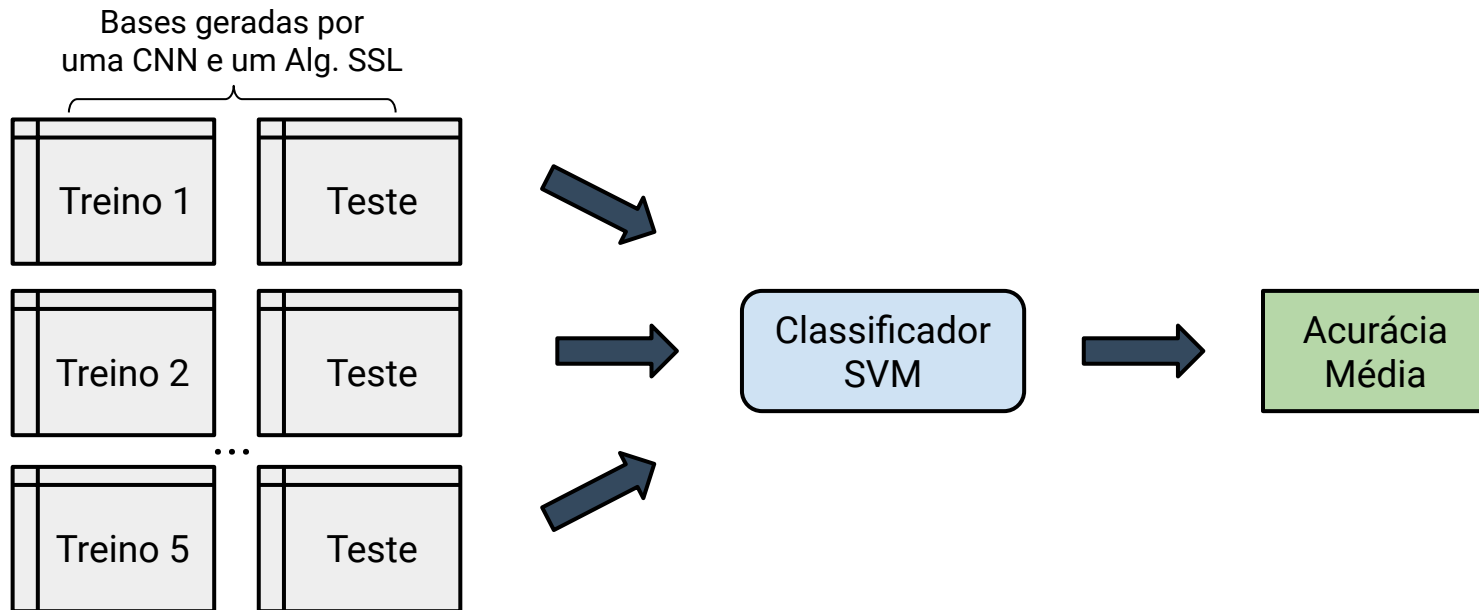 Bases geradas por
uma CNN e um Alg. SSL
Treino 1
Teste
Treino 2
Teste
...
Treino 5
Teste
Classificador
SVM
Acurácia
Média